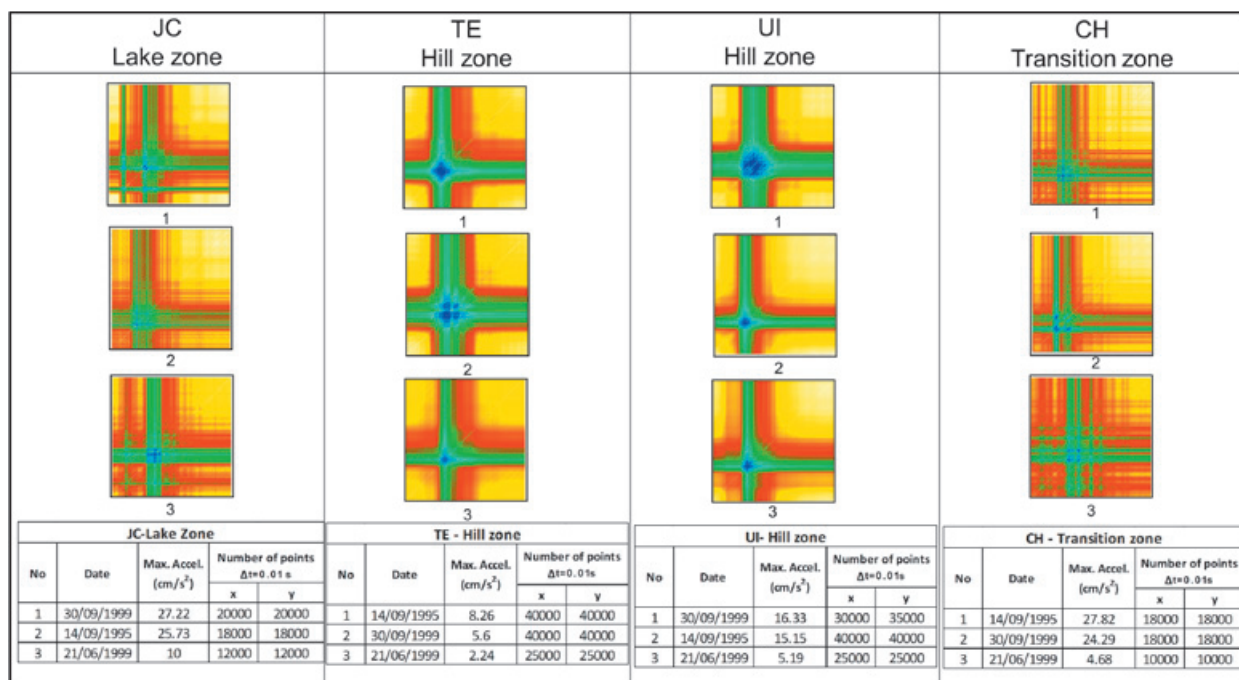 JC
Lake zone
TE
Hill zone
UI
Hill zone
CH
Transition zone
1
2
3
1
2
3
1
2
3
1
2
3
JC-Lake Zone
No Date Max. Accel. (cm/s²) Number of points Δt=0.01 s
x y
1 30/09/1999 27.22 20000 20000
2 14/09/1995 25.73 18000 18000
3 21/06/1999 10 12000 12000
TE - Hill zone
No Date Max. Accel. (cm/s²) Number of points Δt=0.01s
x y
1 14/09/1995 8.26 40000 40000
2 30/09/1999 5.6 40000 40000
3 21/06/1999 2.24 25000 25000
UI- Hill zone
No Date Max. Accel. (cm/s²) Number of points Δt=0.01s
x y
1 30/09/1999 16.33 30000 35000
2 14/09/1995 15.15 40000 40000
3 21/06/1999 5.19 25000 25000
CH - Transition zone
No Date Max. Accel. (cm/s²) Number of points Δt=0.01s
x y
1 14/09/1995 27.82 18000 18000
2 30/09/1999 24.29 18000 18000
3 21/06/1999 4.68 10000 10000